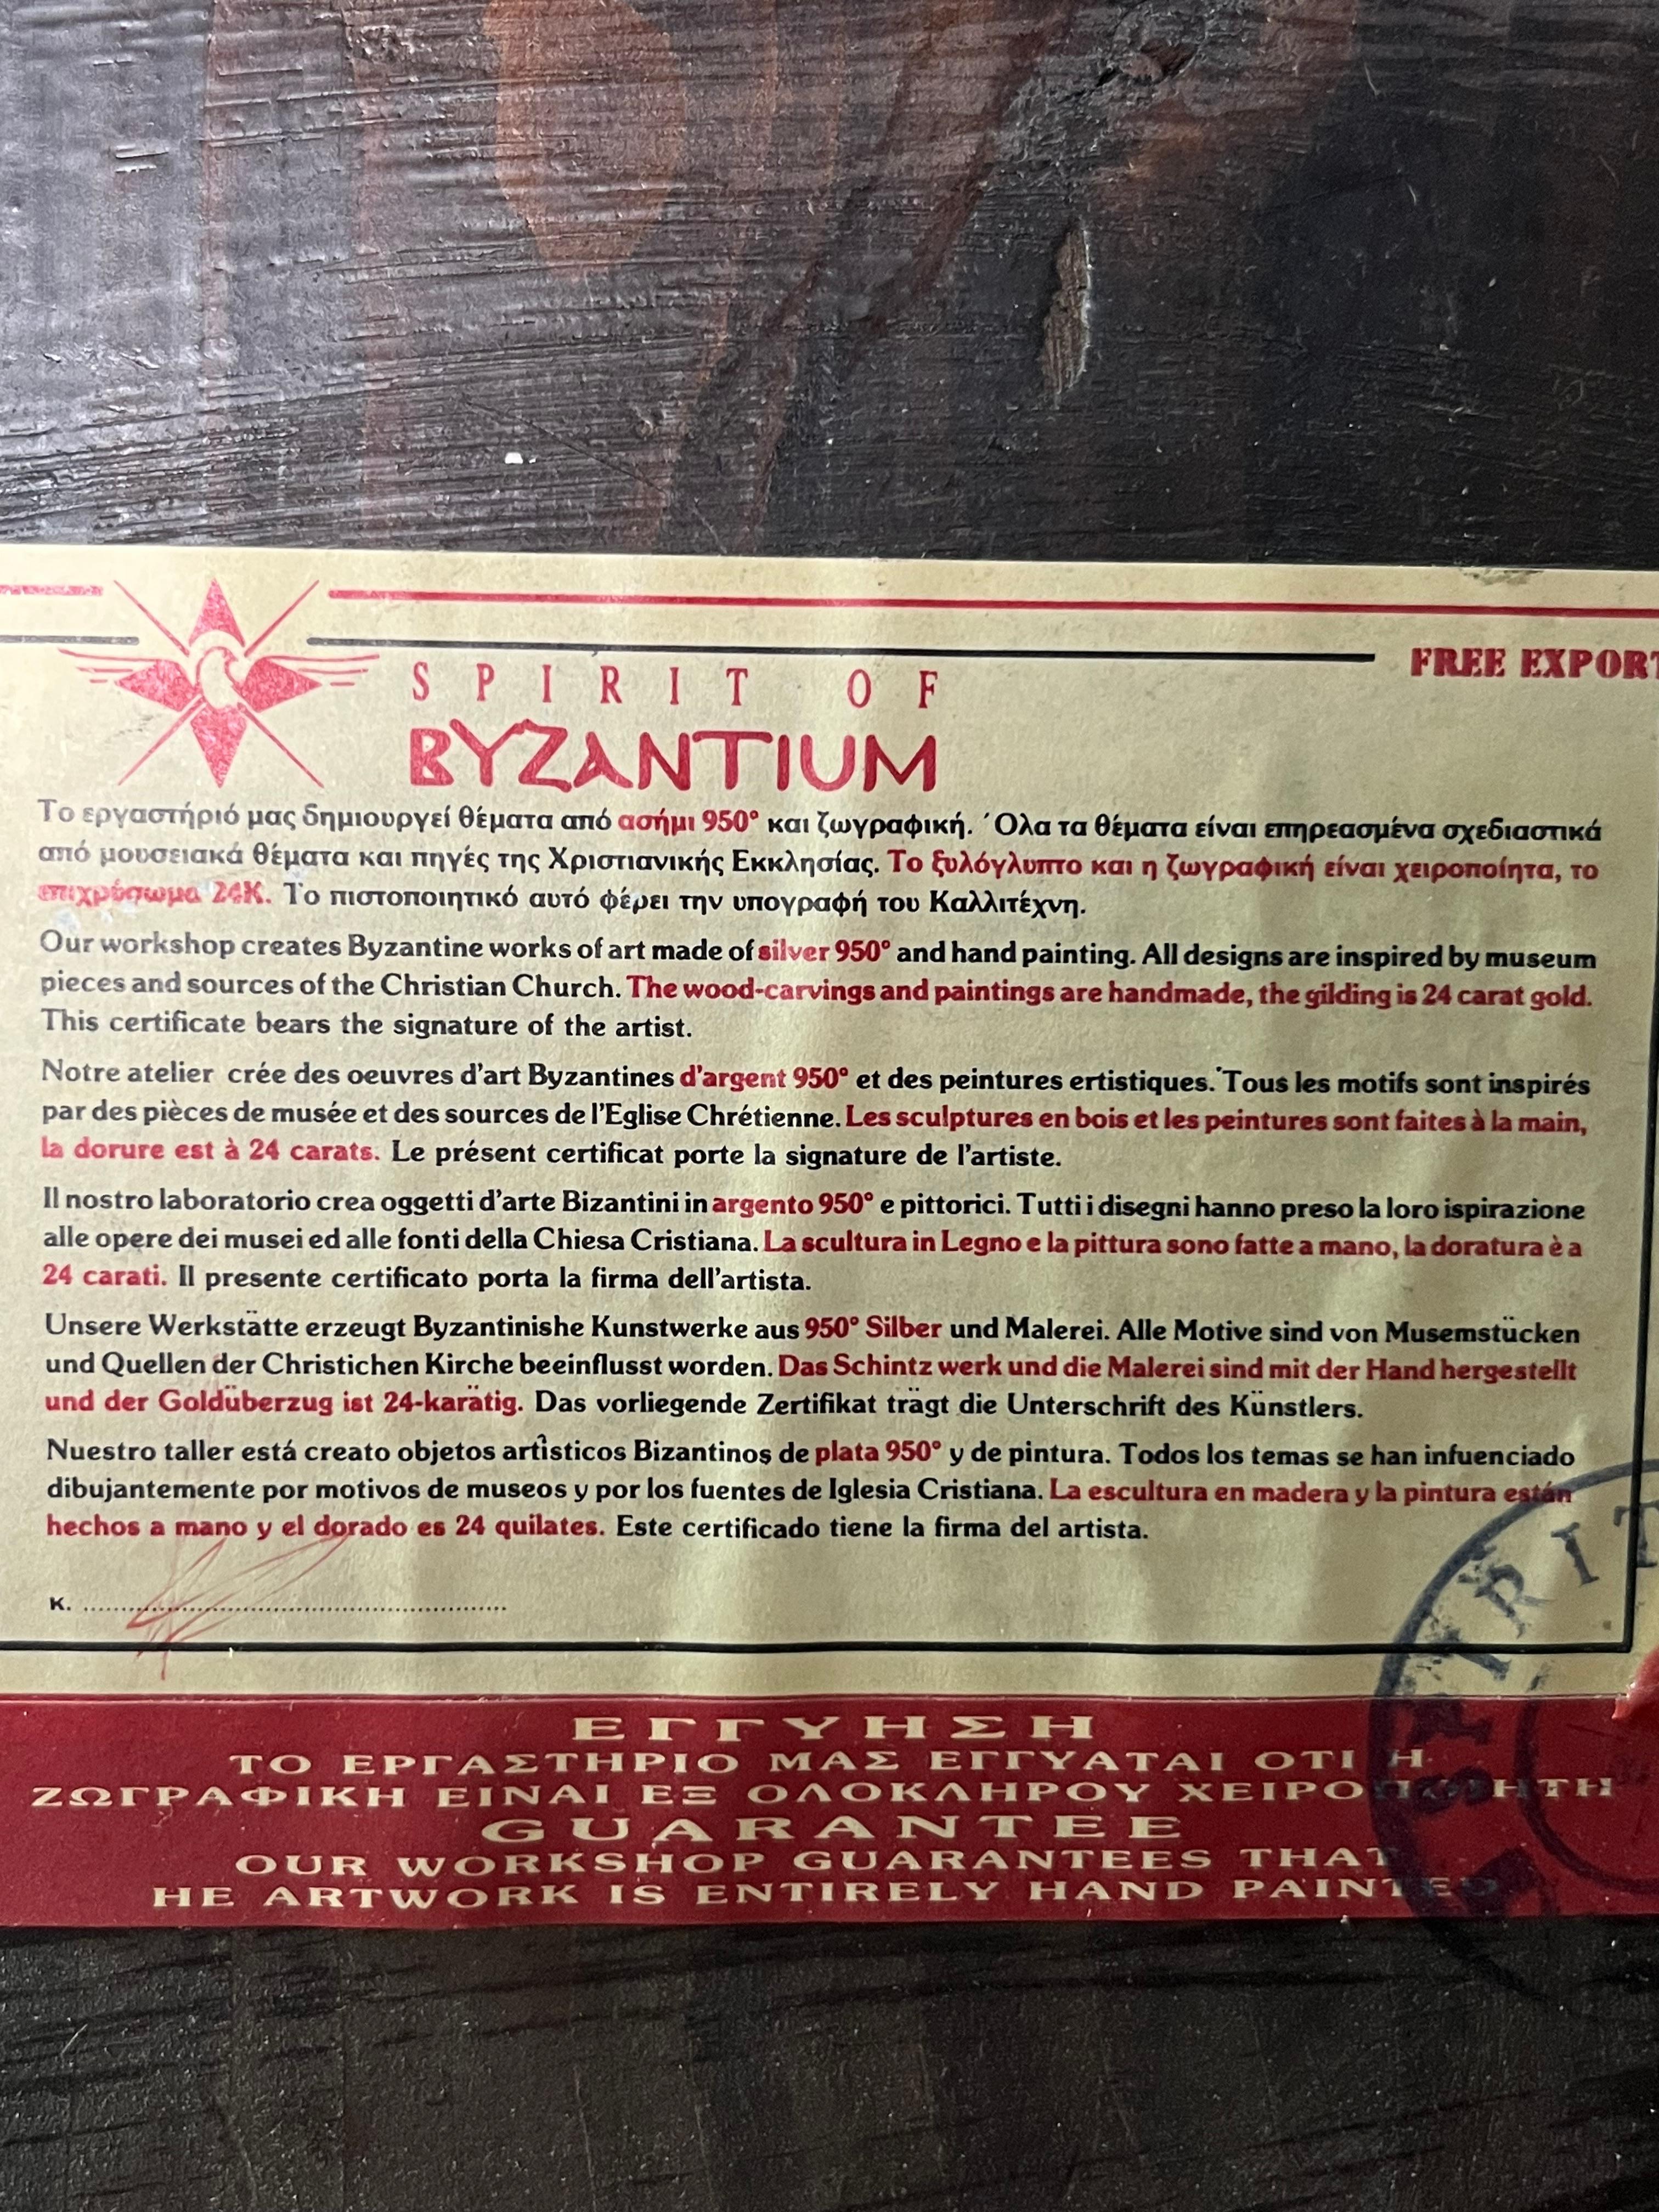 FREE EXPORT
SPIRIT OF
BYZANTIUM
Το εργαστήριό μας δημιουργεί θέματα από ασήμι 950° και ζωγραφική. ΄Ολα τα θέματα είναι επηρεασμένα σχεδιαστικά
από μουσειακά θέματα και πηγές της Χριστιανικής Εκκλησίας. Το ξυλόγλυπτο και η ζωγραφική είναι χειροποίητα, το
επιχρύσωμα 24Κ. Το πιστοποιητικό αυτό φέρει την υπογραφή του Καλλιτέχνη.
Our workshop creates Byzantine works of art made of silver 950° and hand painting. All designs are inspired by museum
pieces and sources of the Christian Church. The wood-carvings and paintings are handmade, the gilding is 24 carat gold.
This certificate bears the signature of the artist.
Notre atelier crée des oeuvres d'art Byzantines d'argent 950° et des peintures ertistiques. Tous les motifs sont inspirés
par des pièces de musée et des sources de l'Eglise Chrétienne. Les sculptures en bois et les peintures sont faites à la main,
la dorure est à 24 carats. Le présent certificat porte la signature de l'artiste.
Il nostro laboratorio crea oggetti d'arte Bizantini in argento 950° e pittorici. Tutti i disegni hanno preso la loro ispirazione
alle opere dei musei ed alle fonti della Chiesa Cristiana. La scultura in Legno e la pittura sono fatte a mano, la doratura è a
24 carati. Il presente certificato porta la firma dell'artista.
Unsere Werkstätte erzeugt Byzantinishe Kunstwerke aus 950° Silber und Malerei. Alle Motive sind von Musemstücken
und Quellen der Christichen Kirche beeinflusst worden. Das Schintz werk und die Malerei sind mit der Hand hergestellt
und der Goldüberzug ist 24-karätig. Das vorliegende Zertifikat trägt die Unterschrift des Künstlers.
Nuestro taller está creato objetos artìsticos Bizantinos de plata 950° y de pintura. Todos los temas se han infuenciado
dibujantemente por motivos de museos y por los fuentes de Iglesia Cristiana. La escultura en madera y la pintura están
hechos a mano y el dorado es 24 quilates. Este certificado tiene la firma del artista.
K. ......................................................
SPIRIT
ΕΓΓΥΗΣΗ
ΤΟ ΕΡΓΑΣΤΗΡΙΟ ΜΑΣ ΕΓΓΥΑΤΑΙ ΟΤΙ Η
ΖΩΓΡΑΦΙΚΗ ΕΙΝΑΙ ΕΞ ΟΛΟΚΛΗΡΟΥ ΧΕΙΡΟΠΟΙΗΤΗ
GUARANTEE
OUR WORKSHOP GUARANTEES THAT
HE ARTWORK IS ENTIRELY HAND PAINTED